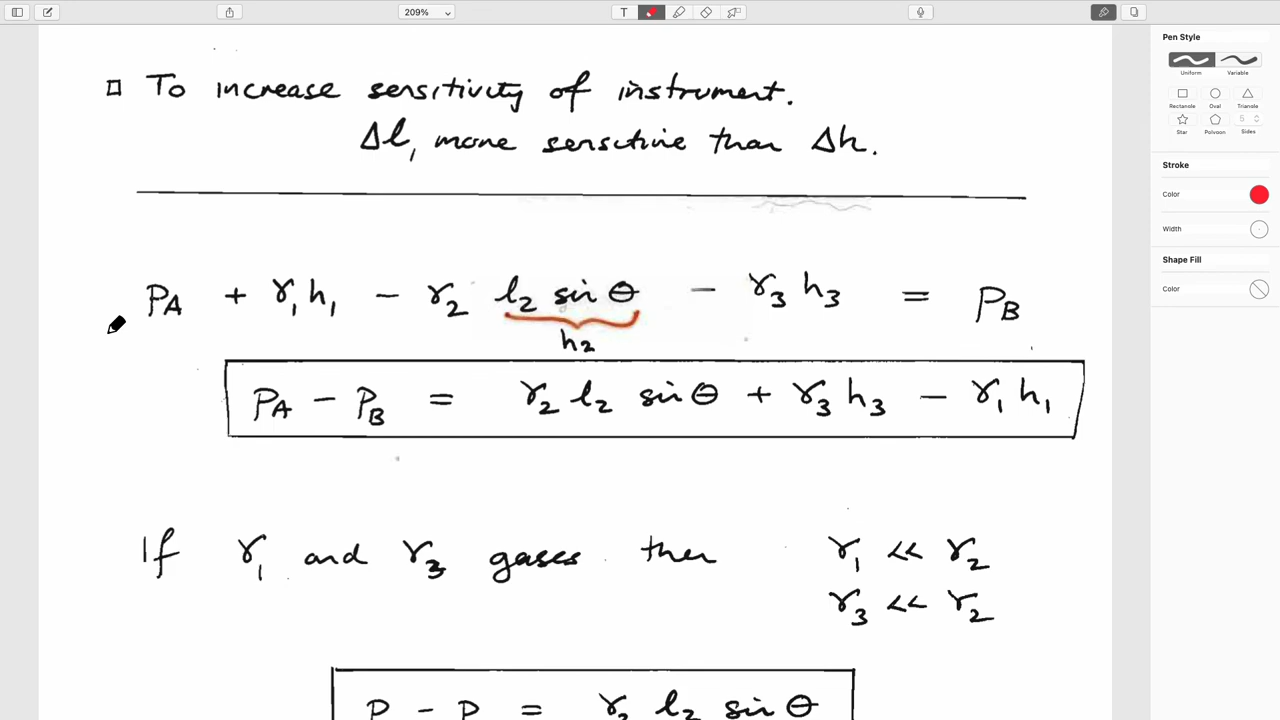 209%
T
Pen Style
Uniform Variable
Rectangle Oval Triangle
Star Polygon 5 Sides
Stroke
Color
Width
Shape Fill
Color
□ To increase sensitivity of instrument.
Δl, more sensitive than Δh.
PA + γ1 h1 − γ2 l2 sin θ − γ3 h3 = PB
h2
PA − PB = γ2 l2 sin θ + γ3 h3 − γ1 h1
If γ1 and γ3 gases then γ1 << γ2
γ3 << γ2
P − P = γ2 l2 sin θ